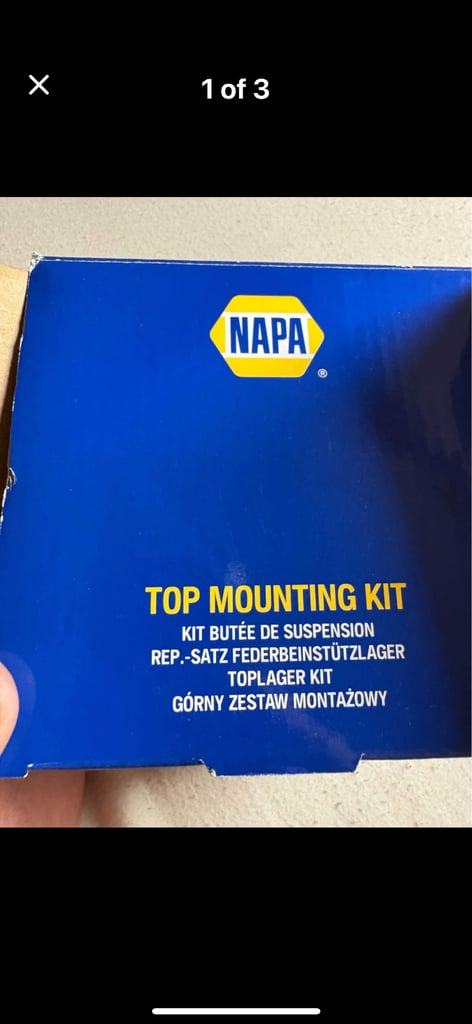 1 of 3
NAPA
®
TOP MOUNTING KIT
KIT BUTÉE DE SUSPENSION
REP.-SATZ FEDERBEINSTÜTZLAGER
TOPLAGER KIT
GÓRNY ZESTAW MONTAŻOWY